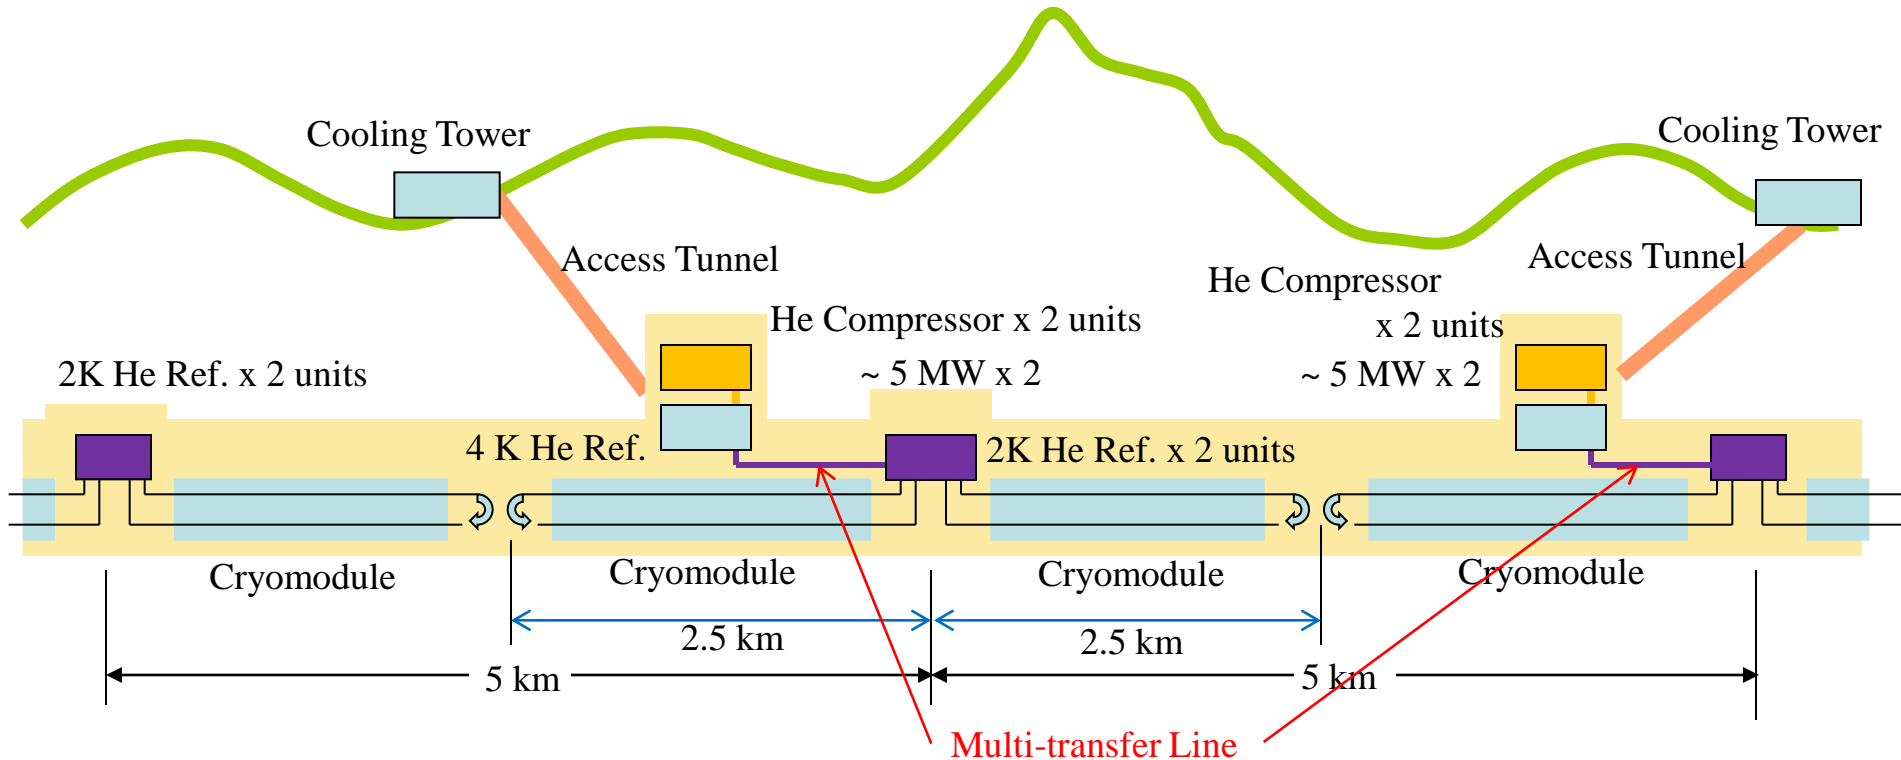 Cooling Tower
Cooling Tower
Access Tunnel
Access Tunnel
He Compressor
x 2 units
He Compressor x 2 units
~ 5 MW x 2
~ 5 MW x 2
2K He Ref. x 2 units
4 K He Ref.
2K He Ref. x 2 units
Cryomodule
Cryomodule
Cryomodule
Cryomodule
2.5 km
2.5 km
5 km
5 km
Multi-transfer Line